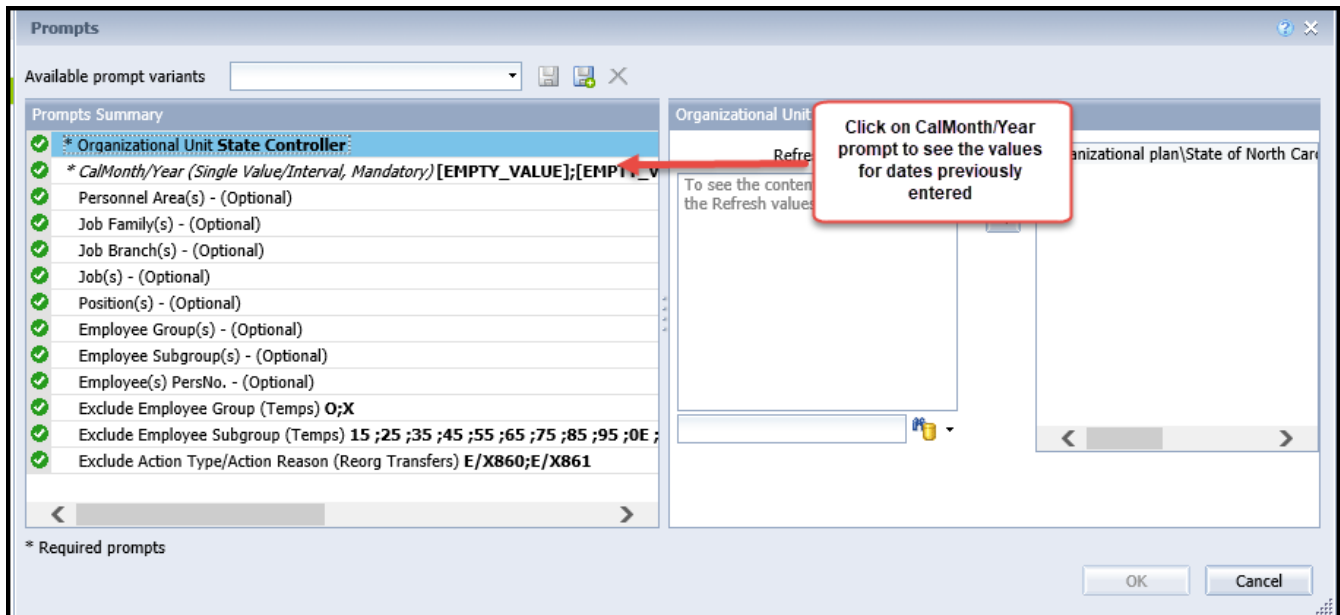 Prompts
Available prompt variants
Prompts Summary
* Organizational Unit State Controller
* CalMonth/Year (Single Value/Interval, Mandatory) [EMPTY_VALUE];[EMPTY_V
Personnel Area(s) - (Optional)
Job Family(s) - (Optional)
Job Branch(s) - (Optional)
Job(s) - (Optional)
Position(s) - (Optional)
Employee Group(s) - (Optional)
Employee Subgroup(s) - (Optional)
Employee(s) PersNo. - (Optional)
Exclude Employee Group (Temps) O;X
Exclude Employee Subgroup (Temps) 15 ;25 ;35 ;45 ;55 ;65 ;75 ;85 ;95 ;0E ;
Exclude Action Type/Action Reason (Reorg Transfers) E/X860;E/X861
* Required prompts
Organizational Unit
Refre
anizational plan\State of North Car
To see the conten
the Refresh values
Click on CalMonth/Year
prompt to see the values
for dates previously
entered
OK
Cancel